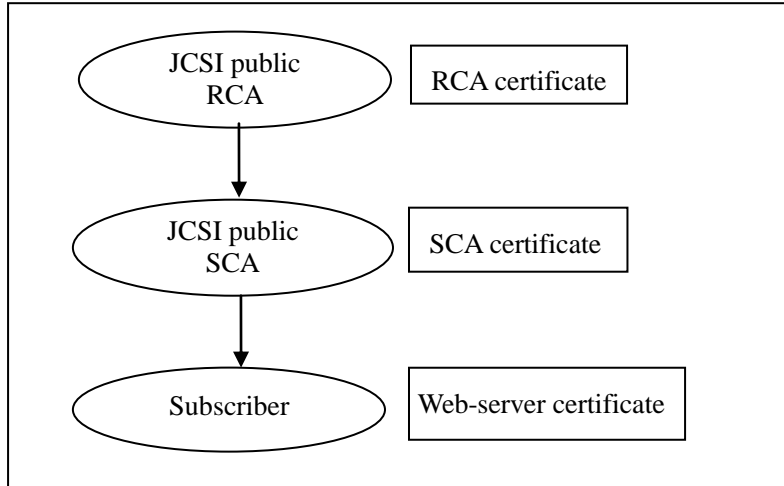 JCSI public
RCA
RCA certificate
JCSI public
SCA
SCA certificate
Subscriber
Web-server certificate